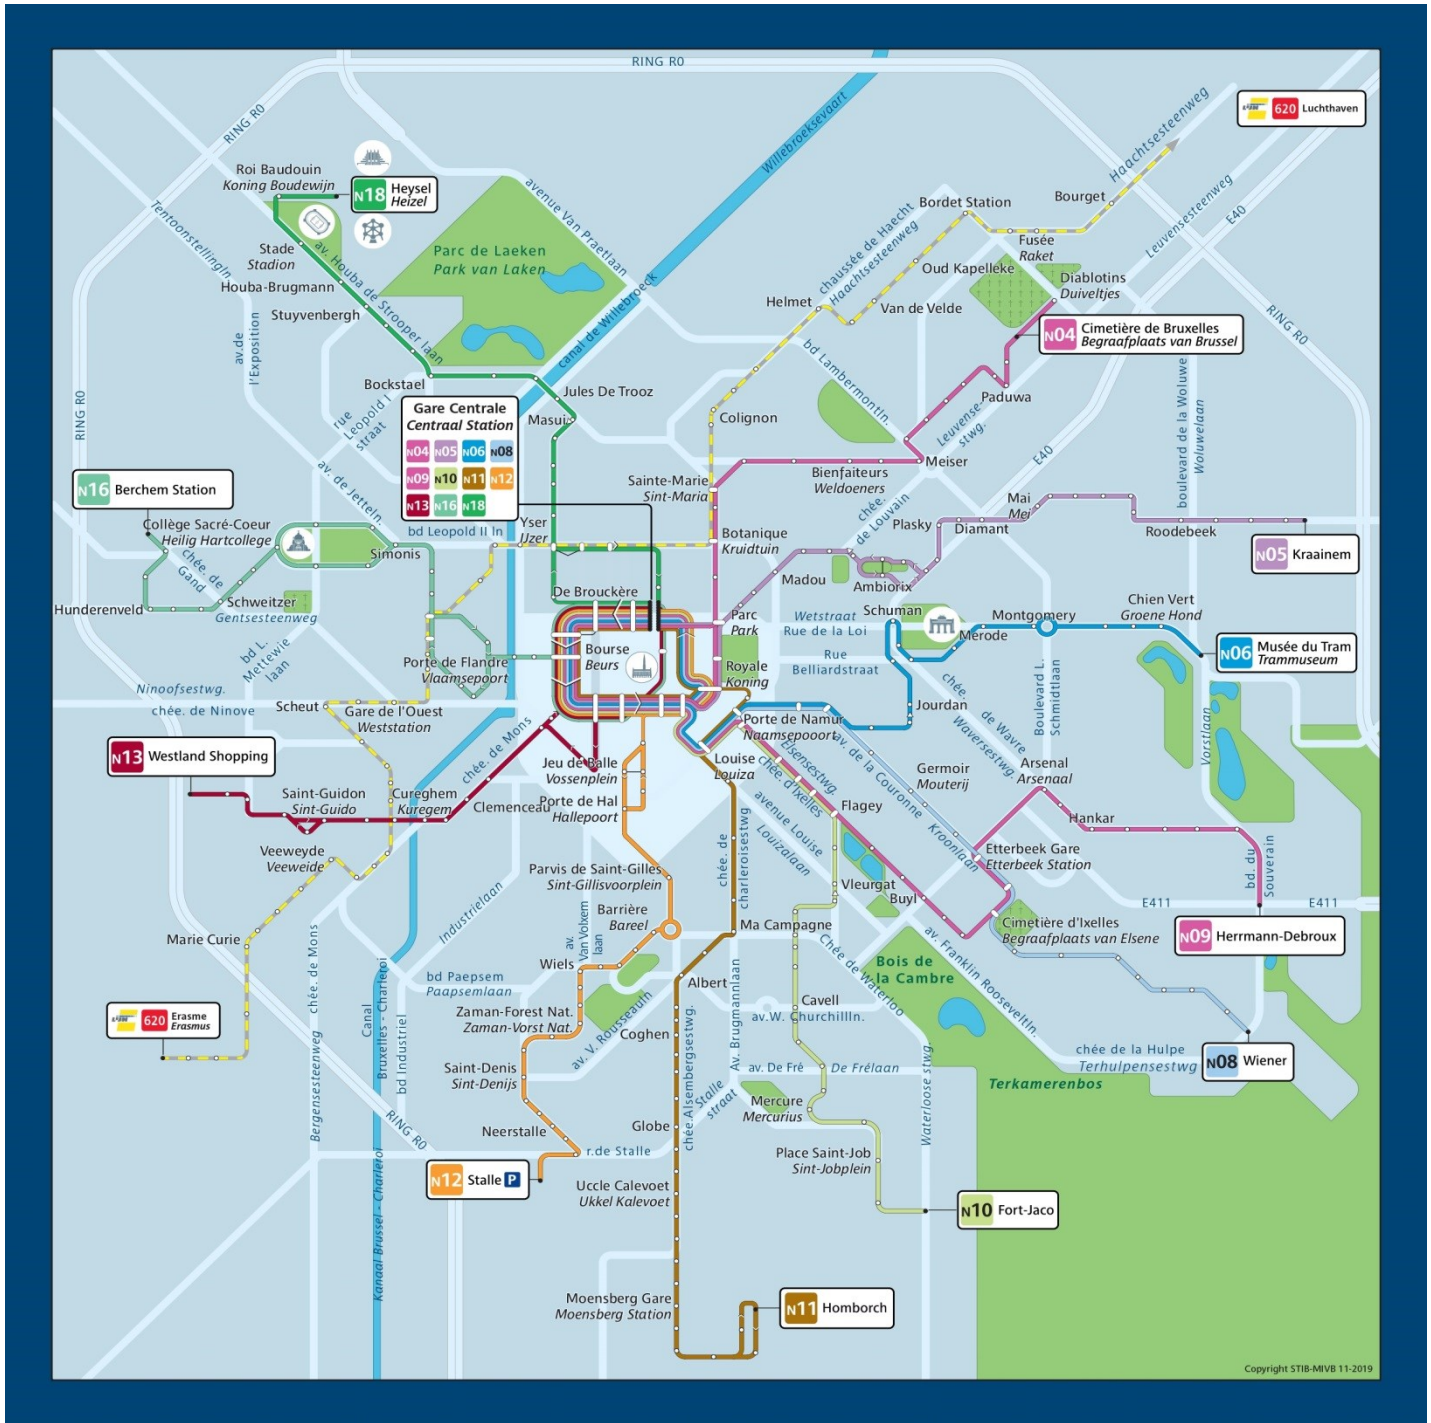 RING R0
620 Luchthaven
Haachtsesteenweg
Willebroeksevaart
RING R0
Leuvensesteenweg
E40
Roi Baudouin
Koning Boudewijn
N18 Heysel
Heizel
avenue Van Praetlaan
Bourget
Bordet Station
chaussée de Haecht
Haachtsesteenweg
Tentoonstellingln.
Stade
Stadion
av. Houba de Strooper laan
Parc de Laeken
Park van Laken
Fusée
Raket
Oud Kapelleke
Diablotins
Duiveltjes
Houba-Brugmann
Stuyvenbergh
canal de Willebroeck
Helmet
Van de Velde
RING R0
N04 Cimetière de Bruxelles
Begraafplaats van Brussel
av.de
l'Exposition
bd Lambermontln.
Bockstael
Jules De Trooz
Paduwa
rue
Leopold I
straat
Gare Centrale
Centraal Station
N04 N05 N06 N08
N09 N10 N11 N12
N13 N16 N18
Masui
Colignon
Leuvense-
stwg.
boulevard de la Woluwe
Woluwelaan
RING R0
E40
Meiser
av. de Jetteln.
N16 Berchem Station
Sainte-Marie
Sint-Maria
Bienfaiteurs
Weldoeners
chée.
de Louvain
Mai
Mei
Collège Sacré-Coeur
Heilig Hartcollege
bd Leopold II ln
Yser
IJzer
Botanique
Kruidtuin
Plasky
Diamant
Roodebeek
N05 Kraainem
Simonis
chée. de
Gand
Madou
Ambiorix
De Brouckère
Hunderenveld
Schweitzer
Gentsesteenweg
Parc
Park
Wetstraat
Rue de la Loi
Schuman
Montgomery
Chien Vert
Groene Hond
Merode
bd L.
Mettewie
laan
Bourse
Beurs
Rue
Belliardstraat
N06 Musée du Tram
Trammuseum
Porte de Flandre
Vlaamsepoort
Royale
Koning
Ninoofsestwg.
chée. de Ninove
Scheut
Gare de l'Ouest
Weststation
chée.
de Wavre
Waversestwg.
Boulevard L.
Schmidtlaan
Jourdan
Porte de Namur
Naamsepooort
Vorstlaan
chée. de Mons
N13 Westland Shopping
Jeu de Balle
Vossenplein
Louise
Louiza
Elsensestwg.
chée. d'Ixelles
av. de la Couronne
Kroonlaan
Germoir
Mouterij
Arsenal
Arsenaal
Saint-Guidon
Sint-Guido
Cureghem
Kuregem
Clemenceau
Porte de Hal
Hallepoort
avenue Louise
Louizalaan
Flagey
Hankar
Veeweyde
Veeweide
chée. de
charleroisestwg
Etterbeek Gare
Etterbeek Station
bd. du
Souverain
Parvis de Saint-Gilles
Sint-Gillisvoorplein
Vleurgat
Buyl
Industrielaan
Barrière
Bareel
E411
E411
Ma Campagne
Cimetière d'Ixelles
Begraafplaats van Elsene
N09 Herrmann-Debroux
Marie Curie
bergensesteenweg
chée. de Mons
av.
Van Volxem
laan
Wiels
Chée de Waterloo
Bois de
la Cambre
av. Franklin Rooseveltln.
bd Paepsem
Paapsemlaan
Albert
620 Erasme
Erasmus
Canal
Bruxelles - Charleroi
bd Industriel
Zaman-Forest Nat.
Zaman-Vorst Nat.
av. V. Rousseauln
Coghen
Av. Brugmannlaan
Cavell
av.W. Churchillln.
chée de la Hulpe
Terhulpensestwg
N08 Wiener
Saint-Denis
Sint-Denijs
av. De Fré
De Frélaan
Terkamerenbos
Mercure
Mercurius
Stalle
straat
Waterloose stwg.
RING R0
Neerstalle
Globe
chée.Alsembergsestwg.
r.de Stalle
Place Saint-Job
Sint-Jobplein
N12 Stalle P
Uccle Calevoet
Ukkel Kalevoet
N10 Fort-Jaco
Kanaal Brussel - Charleroi
Moensberg Gare
Moensberg Station
N11 Homborch
Copyright STIB-MIVB 11-2019